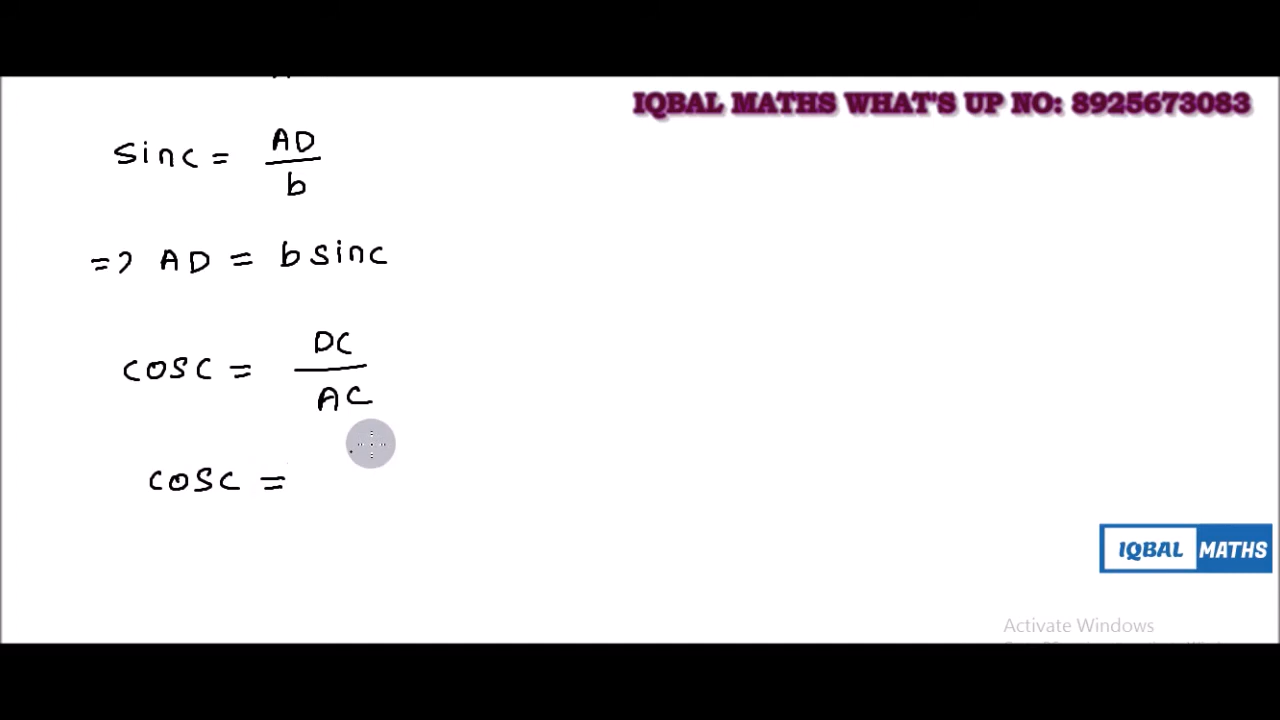 IQBAL MATHS WHAT'S UP NO: 8925673083
sinc = AD/b
=> AD = b sinc
cosc = DC/AC
cosc =
IQBAL MATHS
Activate Windows